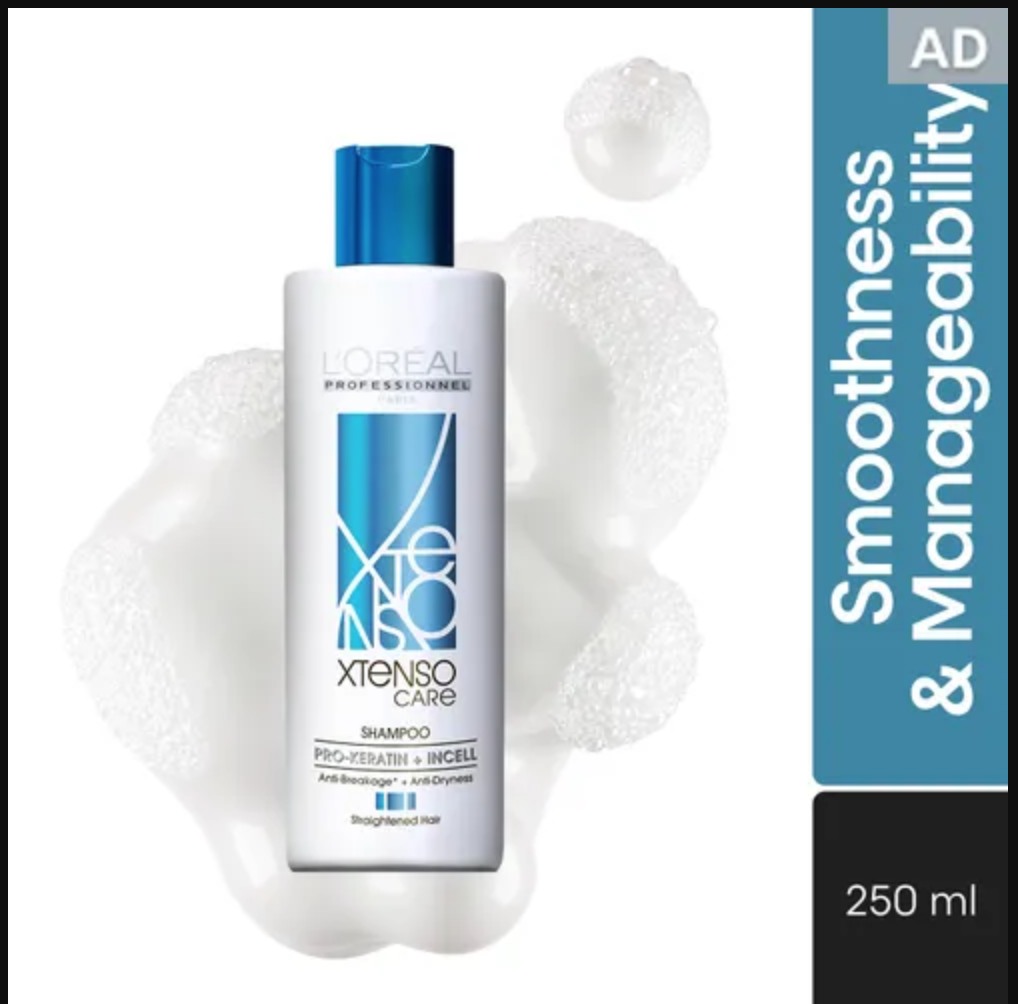 L'ORÉAL
PROFESSIONNEL
PARIS
XTeNSO
XTeNSO
CARe
SHAMPOO
PRO-KERATIN + INCELL
Anti-Breakage* + Anti-Dryness
Straightened Hair
AD
Smoothness
& Manageability
250 ml